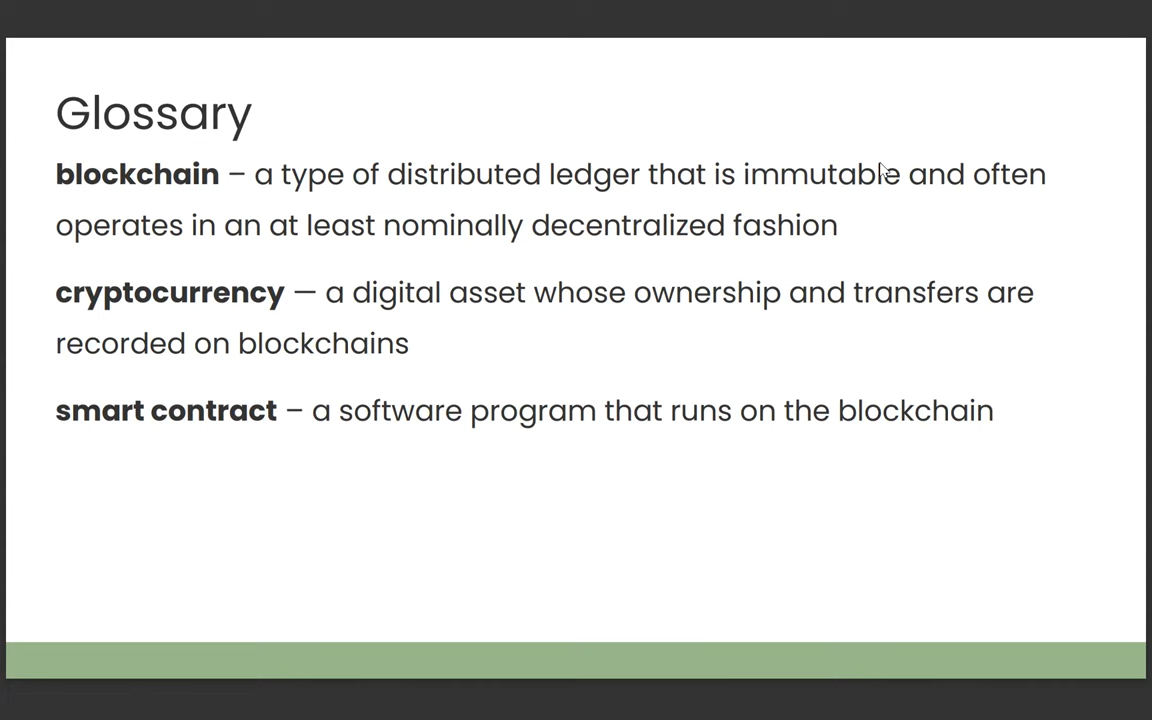 Glossary
blockchain – a type of distributed ledger that is immutable and often
operates in an at least nominally decentralized fashion
cryptocurrency — a digital asset whose ownership and transfers are
recorded on blockchains
smart contract – a software program that runs on the blockchain